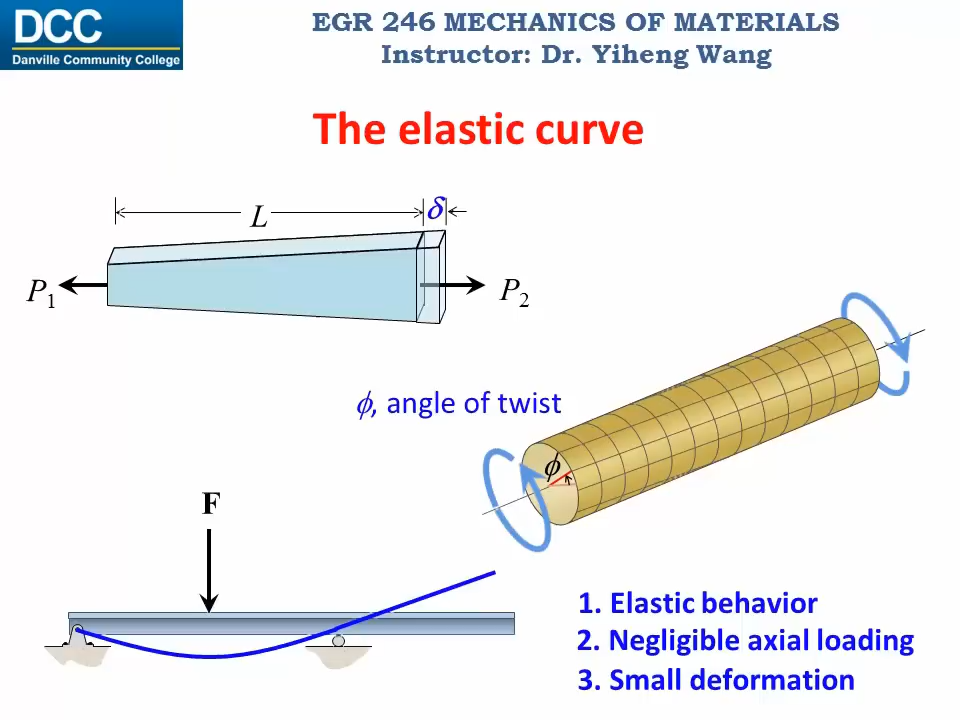 DCC
Danville Community College
EGR 246 MECHANICS OF MATERIALS
Instructor: Dr. Yiheng Wang
The elastic curve
L
δ
P₁
P₂
ϕ, angle of twist
ϕ
F
1. Elastic behavior
2. Negligible axial loading
3. Small deformation